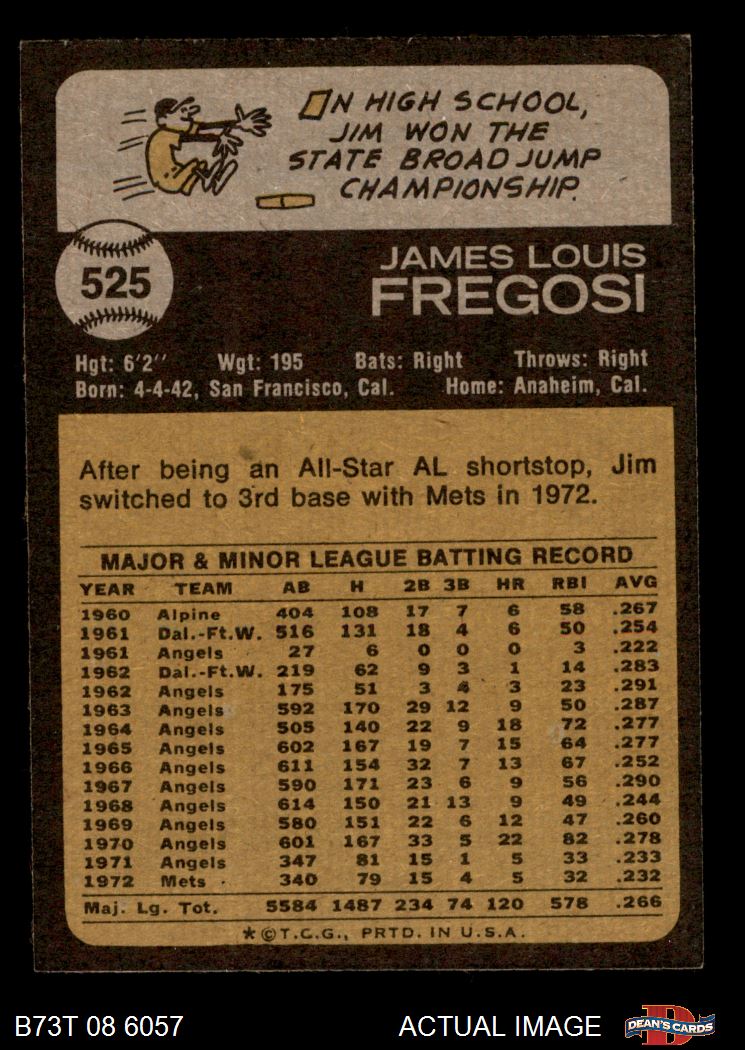 IN HIGH SCHOOL,
JIM WON THE
STATE BROAD JUMP
CHAMPIONSHIP.
525
JAMES LOUIS
FREGOSI
Hgt: 6'2" Wgt: 195 Bats: Right Throws: Right
Born: 4-4-42, San Francisco, Cal. Home: Anaheim, Cal.
After being an All-Star AL shortstop, Jim
switched to 3rd base with Mets in 1972.
MAJOR & MINOR LEAGUE BATTING RECORD
YEAR TEAM AB H 2B 3B HR RBI AVG
1960 Alpine 404 108 17 7 6 58 .267
1961 Dal.-Ft.W. 516 131 18 4 6 50 .254
1961 Angels 27 6 0 0 0 3 .222
1962 Dal.-Ft.W. 219 62 9 3 1 14 .283
1962 Angels 175 51 3 4 3 23 .291
1963 Angels 592 170 29 12 9 50 .287
1964 Angels 505 140 22 9 18 72 .277
1965 Angels 602 167 19 7 15 64 .277
1966 Angels 611 154 32 7 13 67 .252
1967 Angels 590 171 23 6 9 56 .290
1968 Angels 614 150 21 13 9 49 .244
1969 Angels 580 151 22 6 12 47 .260
1970 Angels 601 167 33 5 22 82 .278
1971 Angels 347 81 15 1 5 33 .233
1972 Mets 340 79 15 4 5 32 .232
Maj. Lg. Tot. 5584 1487 234 74 120 578 .266
*©T.C.G., PRTD. IN U.S.A.
B73T 08 6057 ACTUAL IMAGE
D
DEAN'S CARDS